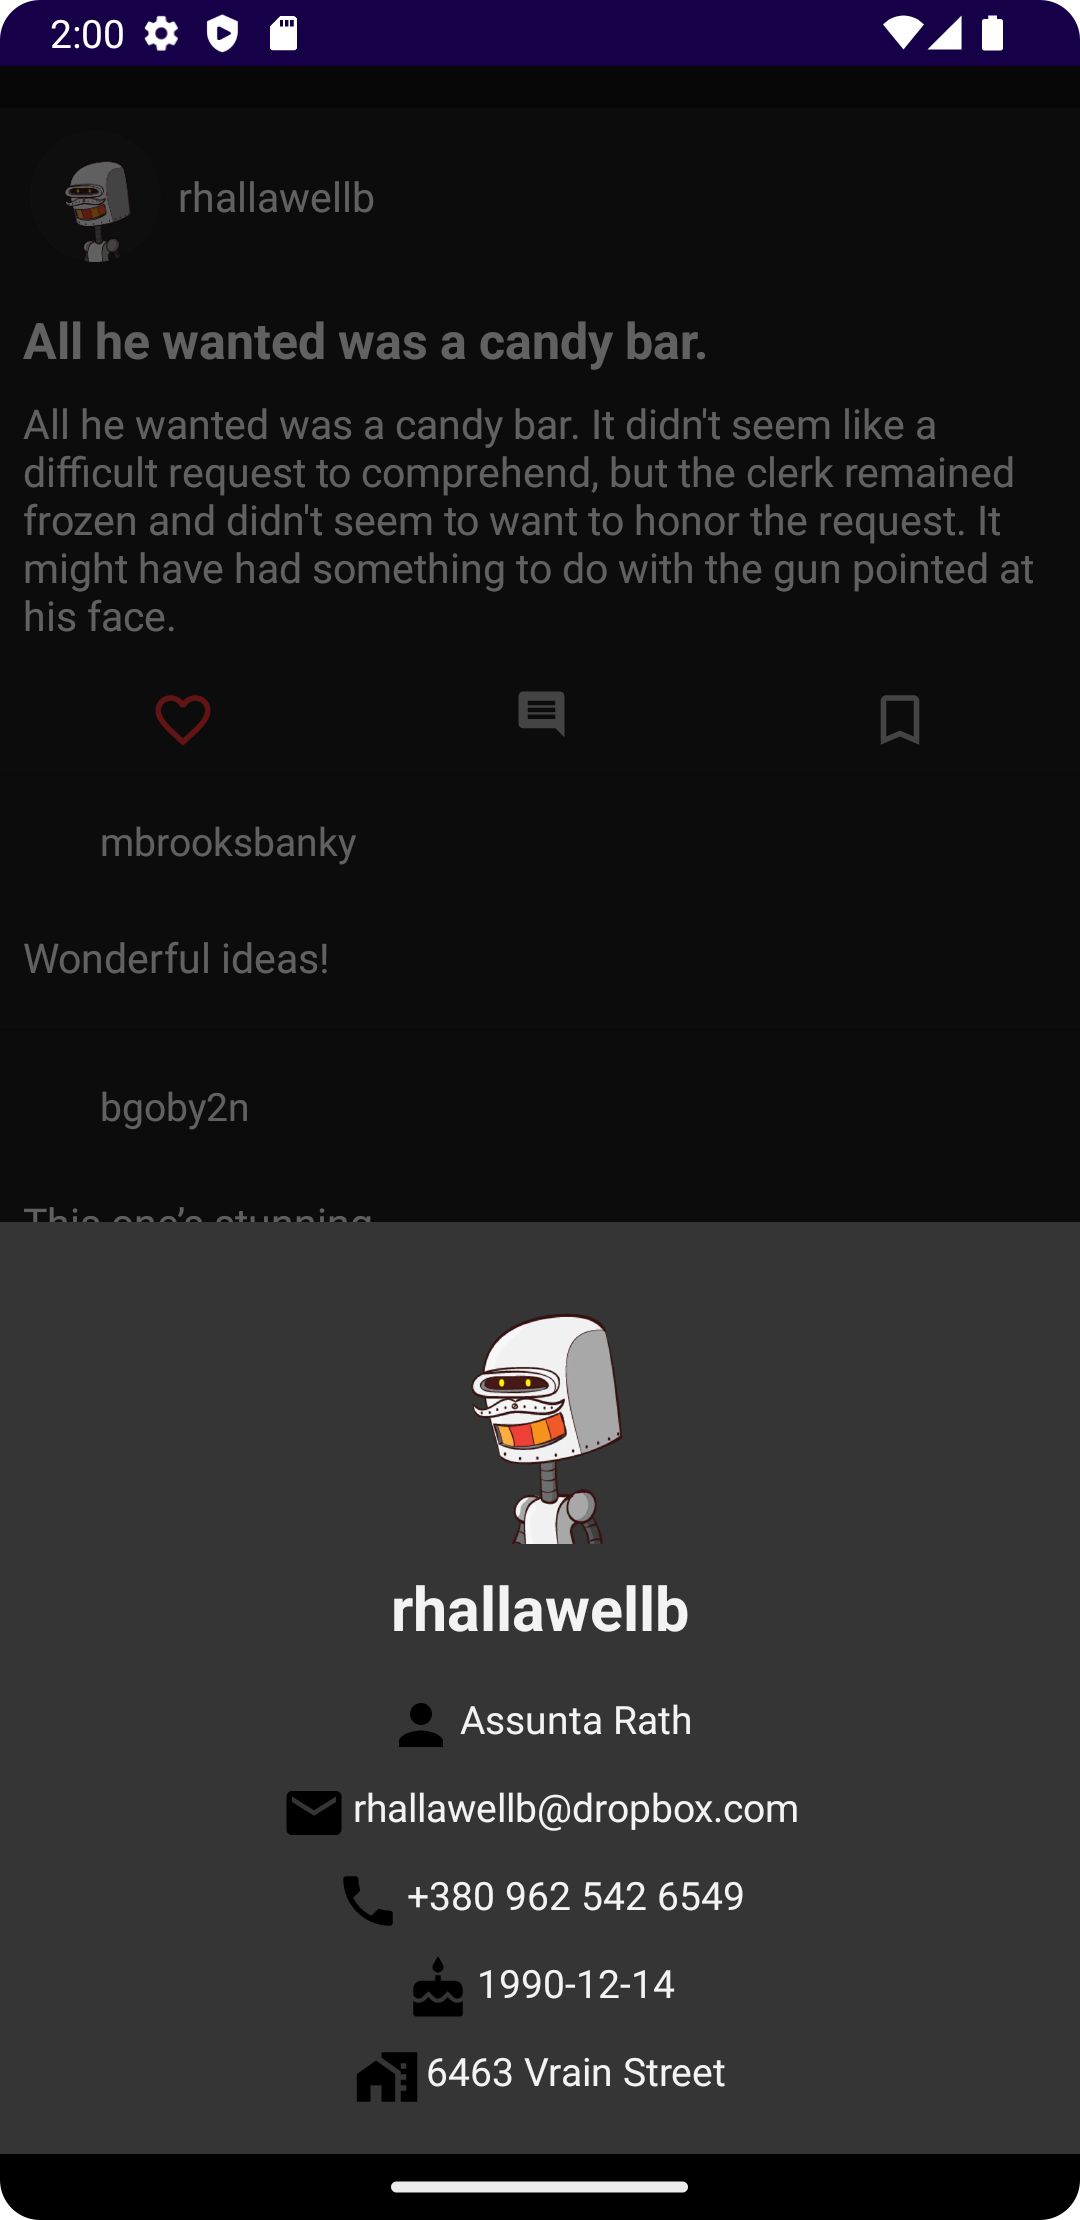 2:00
rhallawellb
All he wanted was a candy bar.
All he wanted was a candy bar. It didn't seem like a
difficult request to comprehend, but the clerk remained
frozen and didn't seem to want to honor the request. It
might have had something to do with the gun pointed at
his face.
mbrooksbanky
Wonderful ideas!
bgoby2n
This one’s stunning
rhallawellb
Assunta Rath
rhallawellb@dropbox.com
+380 962 542 6549
1990-12-14
6463 Vrain Street